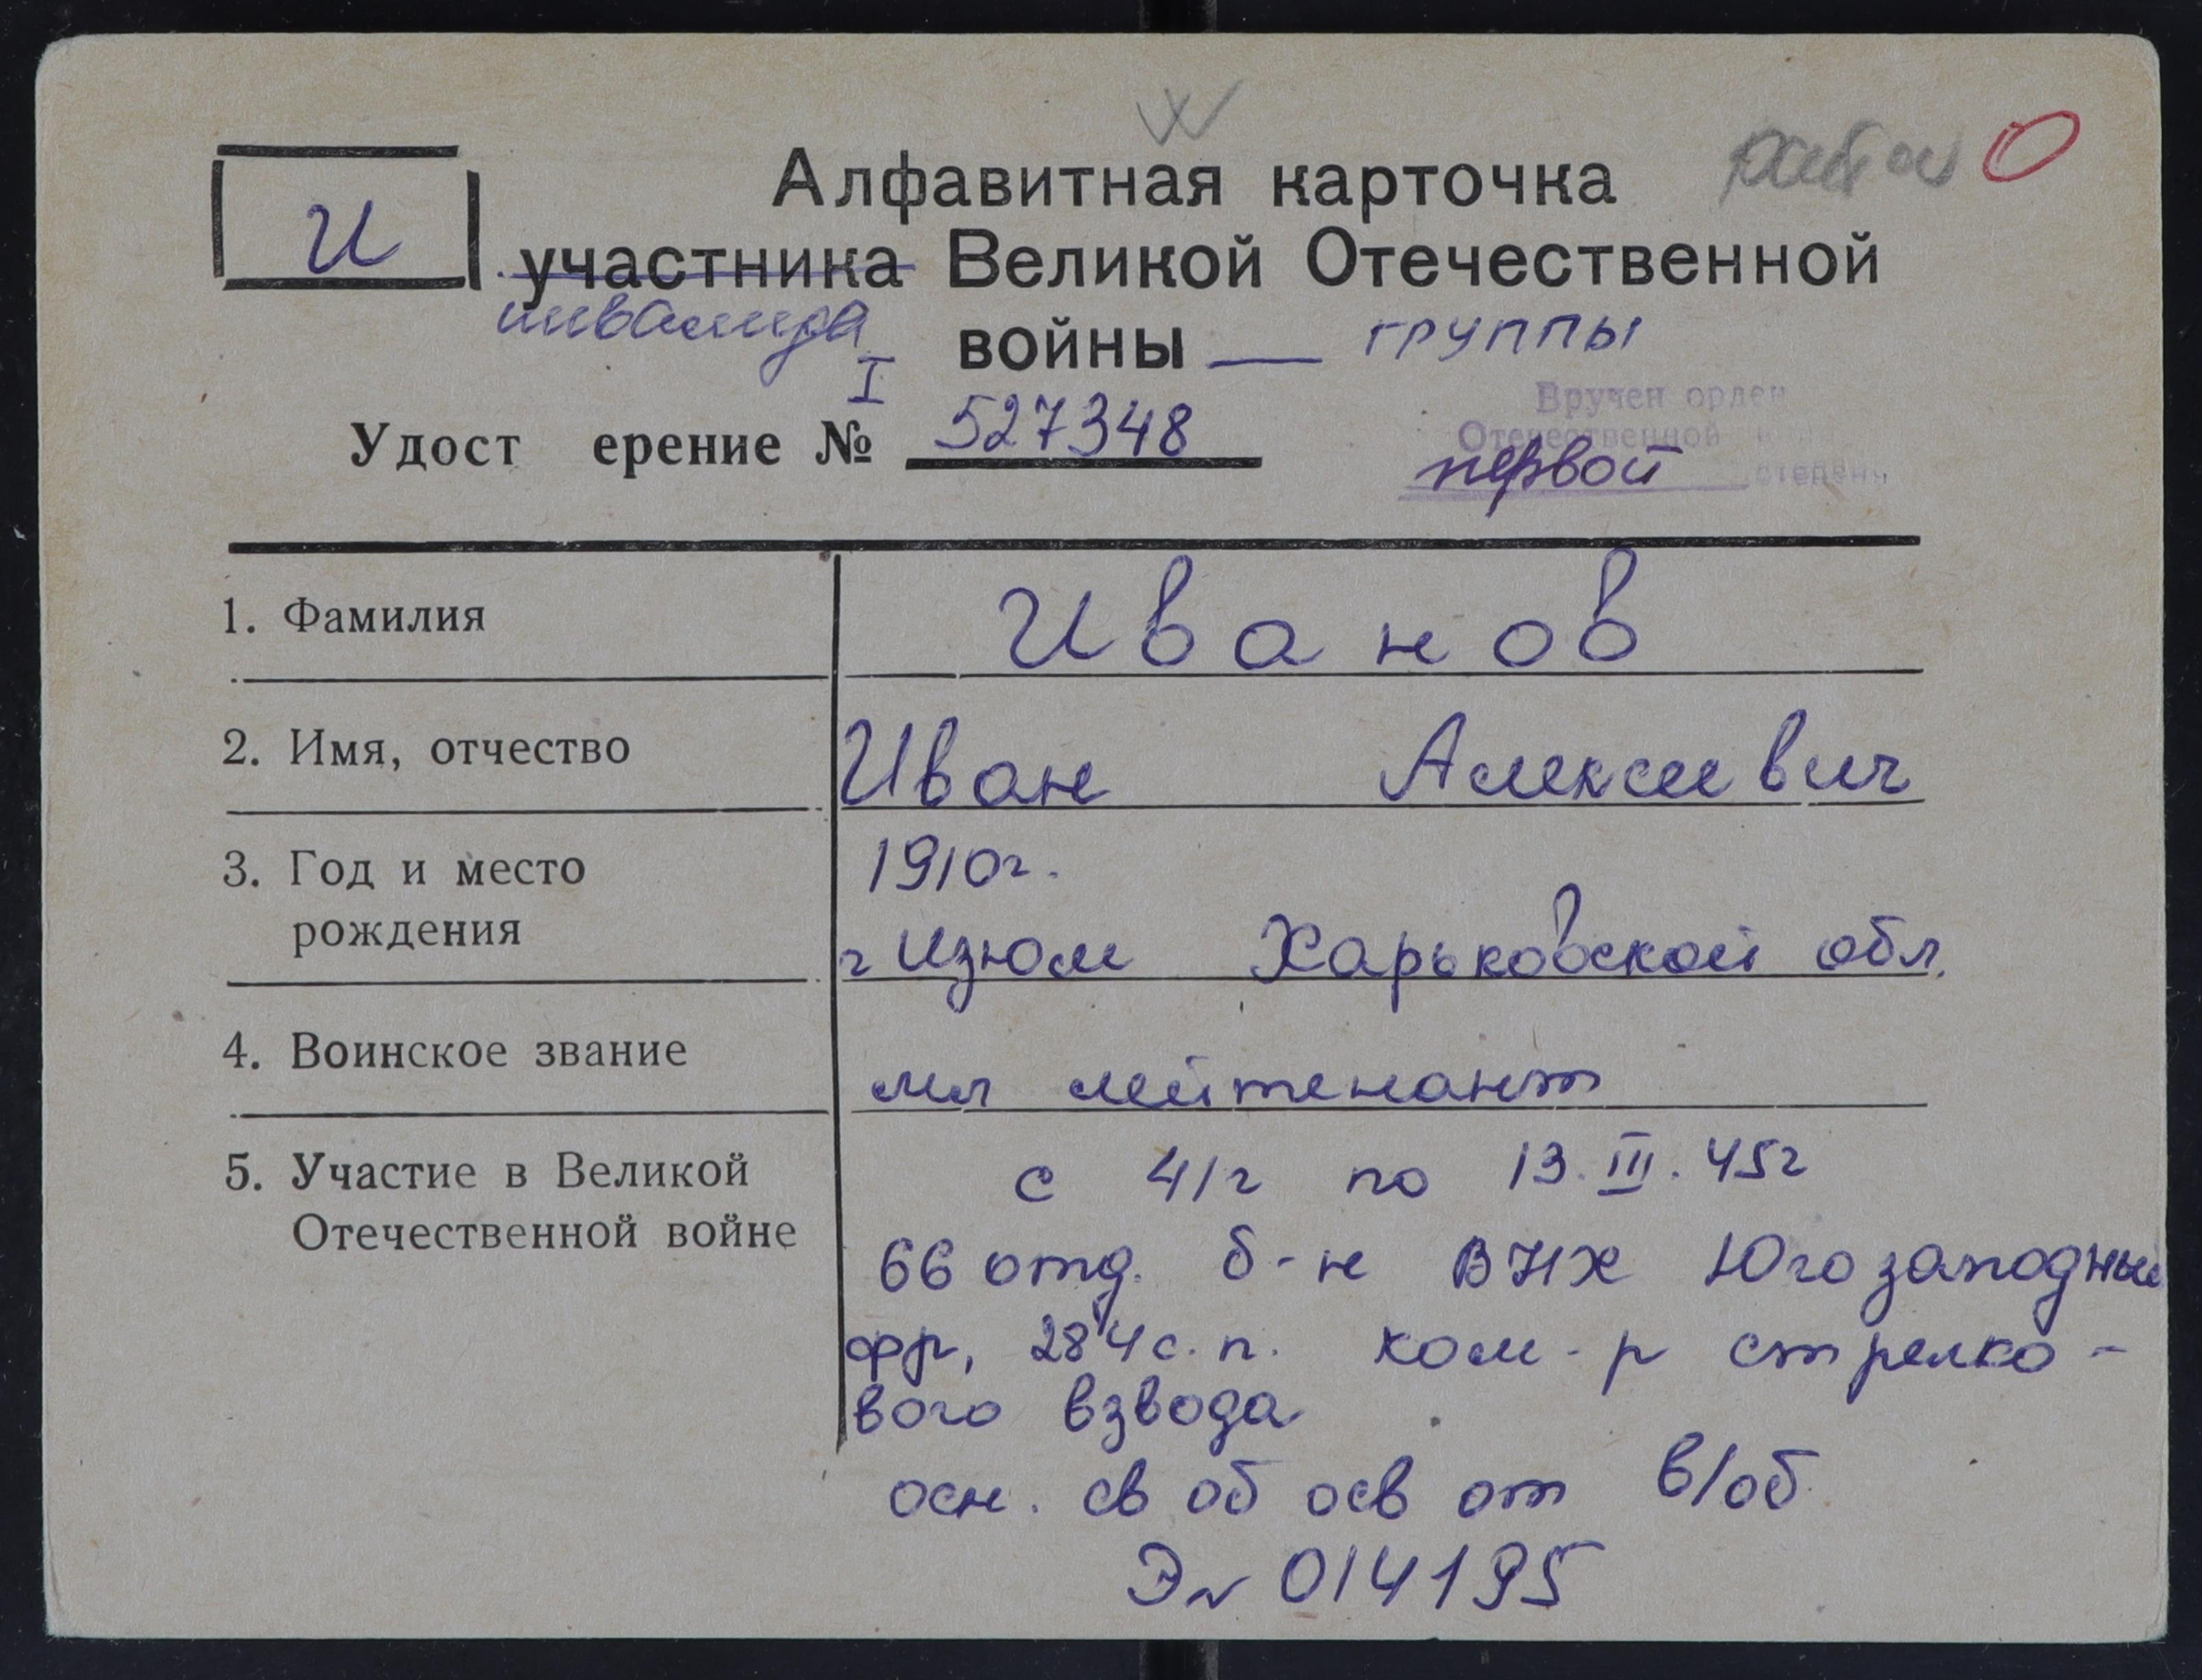 И
Алфавитная карточка
участника Великой Отечественной
инвалида войны — группы
I
Удост ерение № 527348
Вручен орден
Отечественной
первой степени
1. Фамилия Иванов
2. Имя, отчество Иван Алексеевич
3. Год и место 1910г.
рождения г Изюм Харьковской обл.
4. Воинское звание мл лейтенант
5. Участие в Великой с 41г по 13.III.45г
Отечественной войне 66 отд. б-н ВНХ Югозападный
фр, 284 с.п. ком-р стрелко-
вого взвода
осн. св об осв от в/об
Э№ 014195